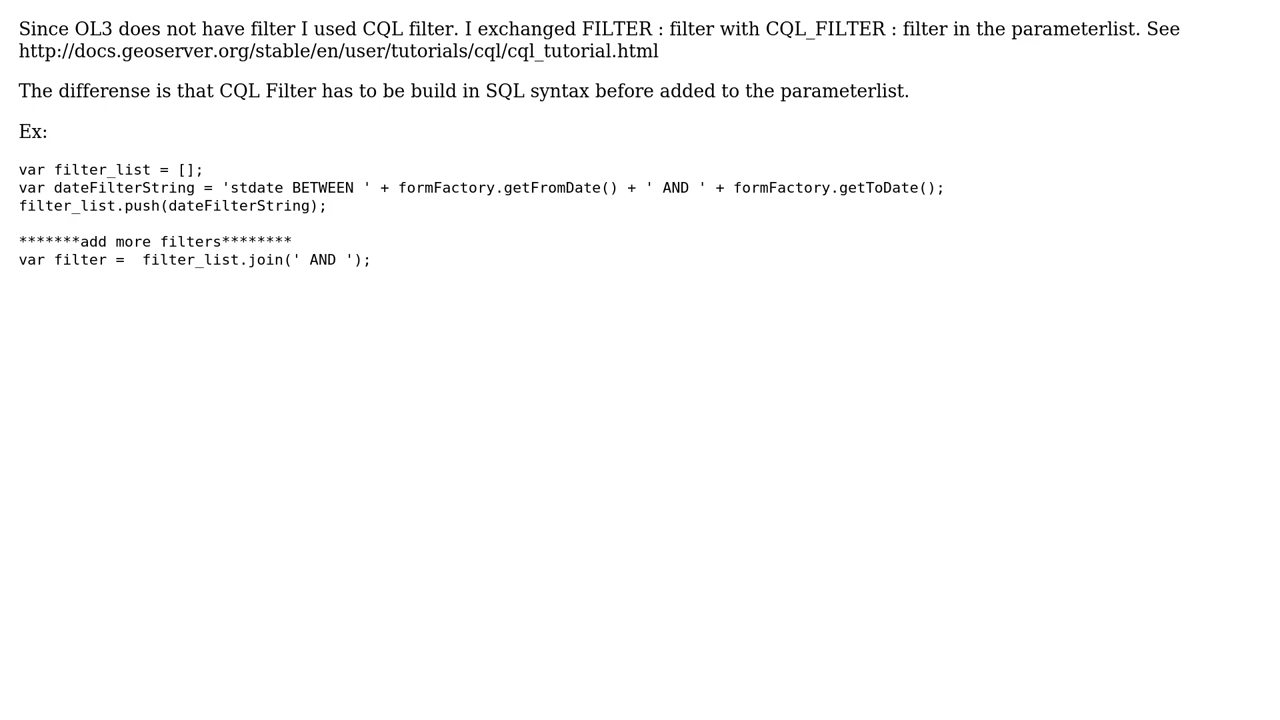 Since OL3 does not have filter I used CQL filter. I exchanged FILTER : filter with CQL_FILTER : filter in the parameterlist. See
http://docs.geoserver.org/stable/en/user/tutorials/cql/cql_tutorial.html
The differense is that CQL Filter has to be build in SQL syntax before added to the parameterlist.
Ex:
var filter_list = [];
var dateFilterString = 'stdate BETWEEN ' + formFactory.getFromDate() + ' AND ' + formFactory.getToDate();
filter_list.push(dateFilterString);
*******add more filters********
var filter =  filter_list.join(' AND ');